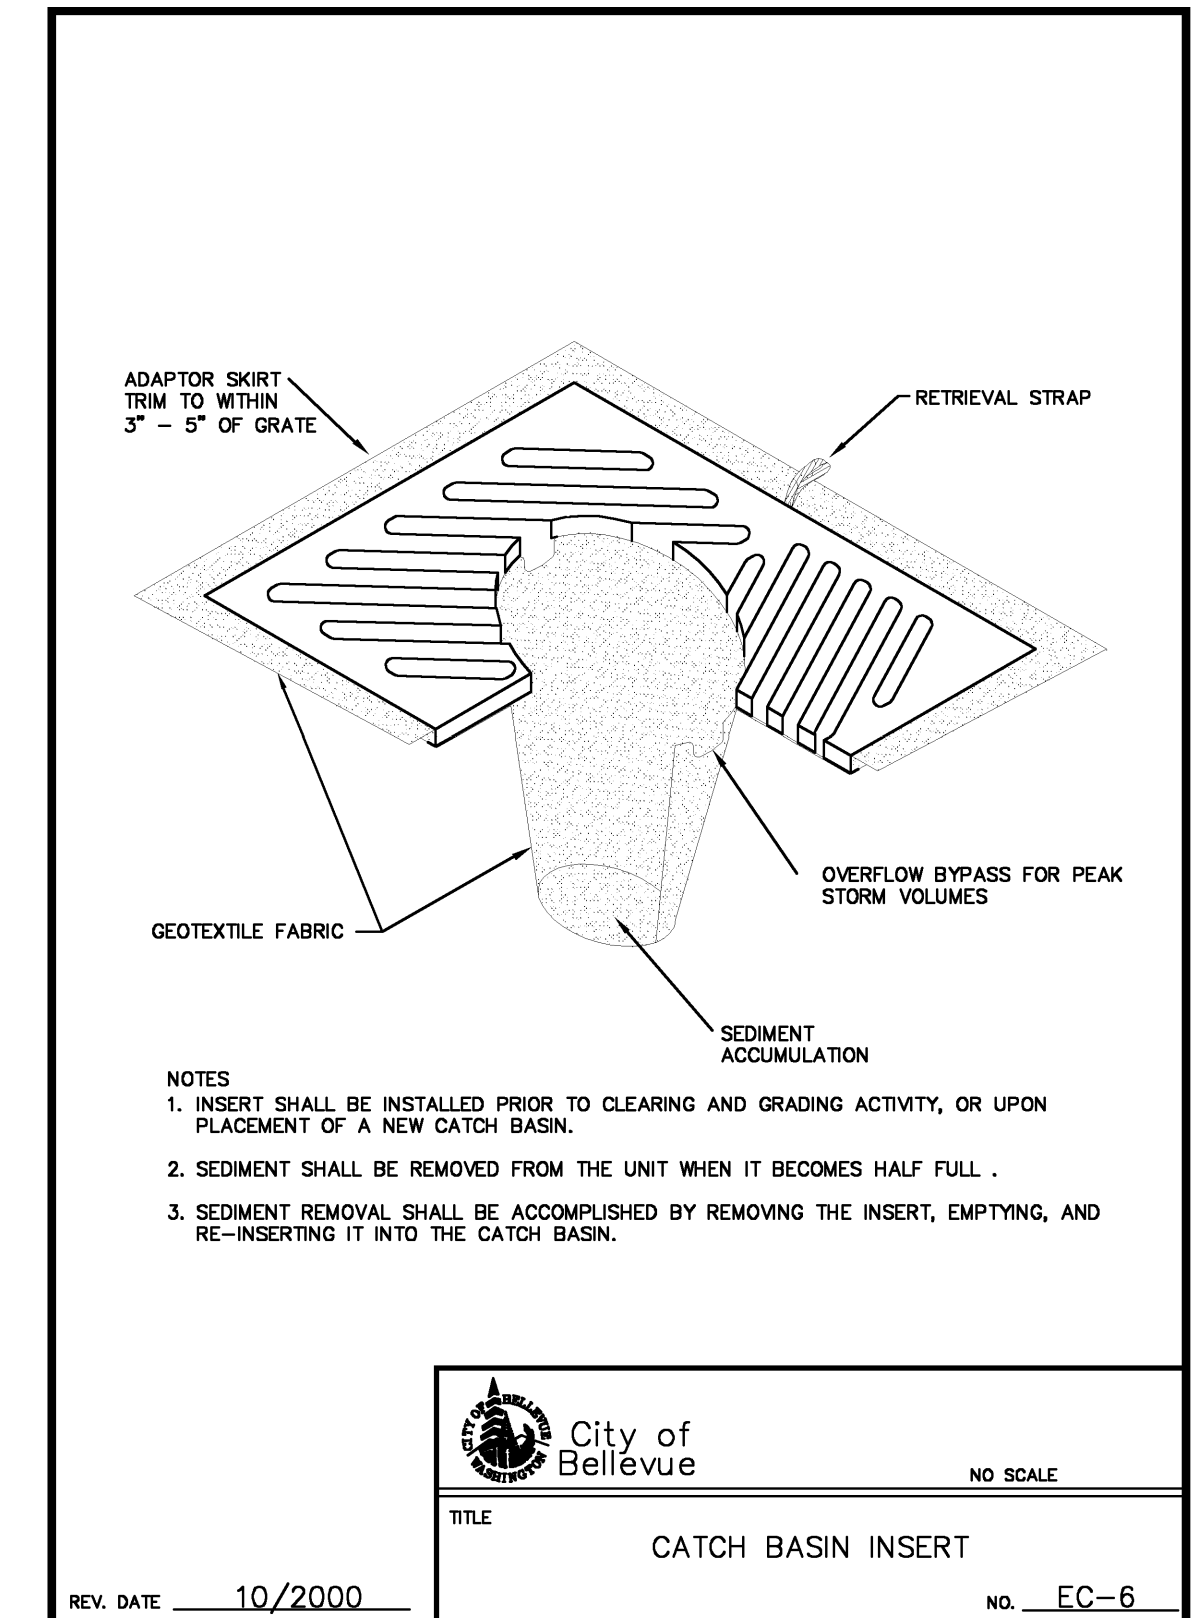 ADAPTOR SKIRT
TRIM TO WITHIN
3" – 5" OF GRATE
RETRIEVAL STRAP
OVERFLOW BYPASS FOR PEAK
STORM VOLUMES
GEOTEXTILE FABRIC
SEDIMENT
ACCUMULATION
NOTES
1. INSERT SHALL BE INSTALLED PRIOR TO CLEARING AND GRADING ACTIVITY, OR UPON
PLACEMENT OF A NEW CATCH BASIN.
2. SEDIMENT SHALL BE REMOVED FROM THE UNIT WHEN IT BECOMES HALF FULL .
3. SEDIMENT REMOVAL SHALL BE ACCOMPLISHED BY REMOVING THE INSERT, EMPTYING, AND
RE–INSERTING IT INTO THE CATCH BASIN.
CITY OF BELLEVUE
WASHINGTON
City of
Bellevue
NO SCALE
TITLE
CATCH BASIN INSERT
REV. DATE 10/2000
NO. EC–6